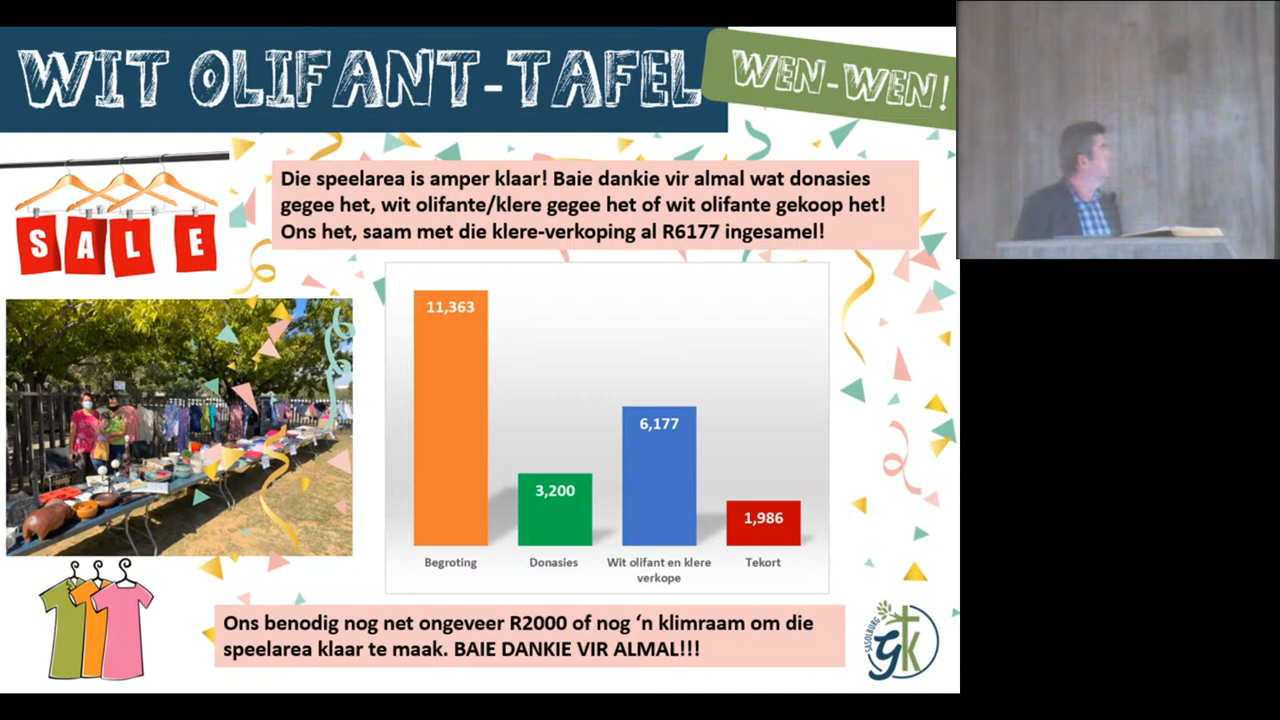 WIT OLIFANT-TAFEL
WEN-WEN!
SALE
Die speelarea is amper klaar! Baie dankie vir almal wat donasies
gegee het, wit olifante/klere gegee het of wit olifante gekoop het!
Ons het, saam met die klere-verkoping al R6177 ingesamel!
11,363
3,200
6,177
1,986
Begroting
Donasies
Wit olifant en klere
verkope
Tekort
Ons benodig nog net ongeveer R2000 of nog ‘n klimraam om die
speelarea klaar te maak. BAIE DANKIE VIR ALMAL!!!
SASOLBURG
GK